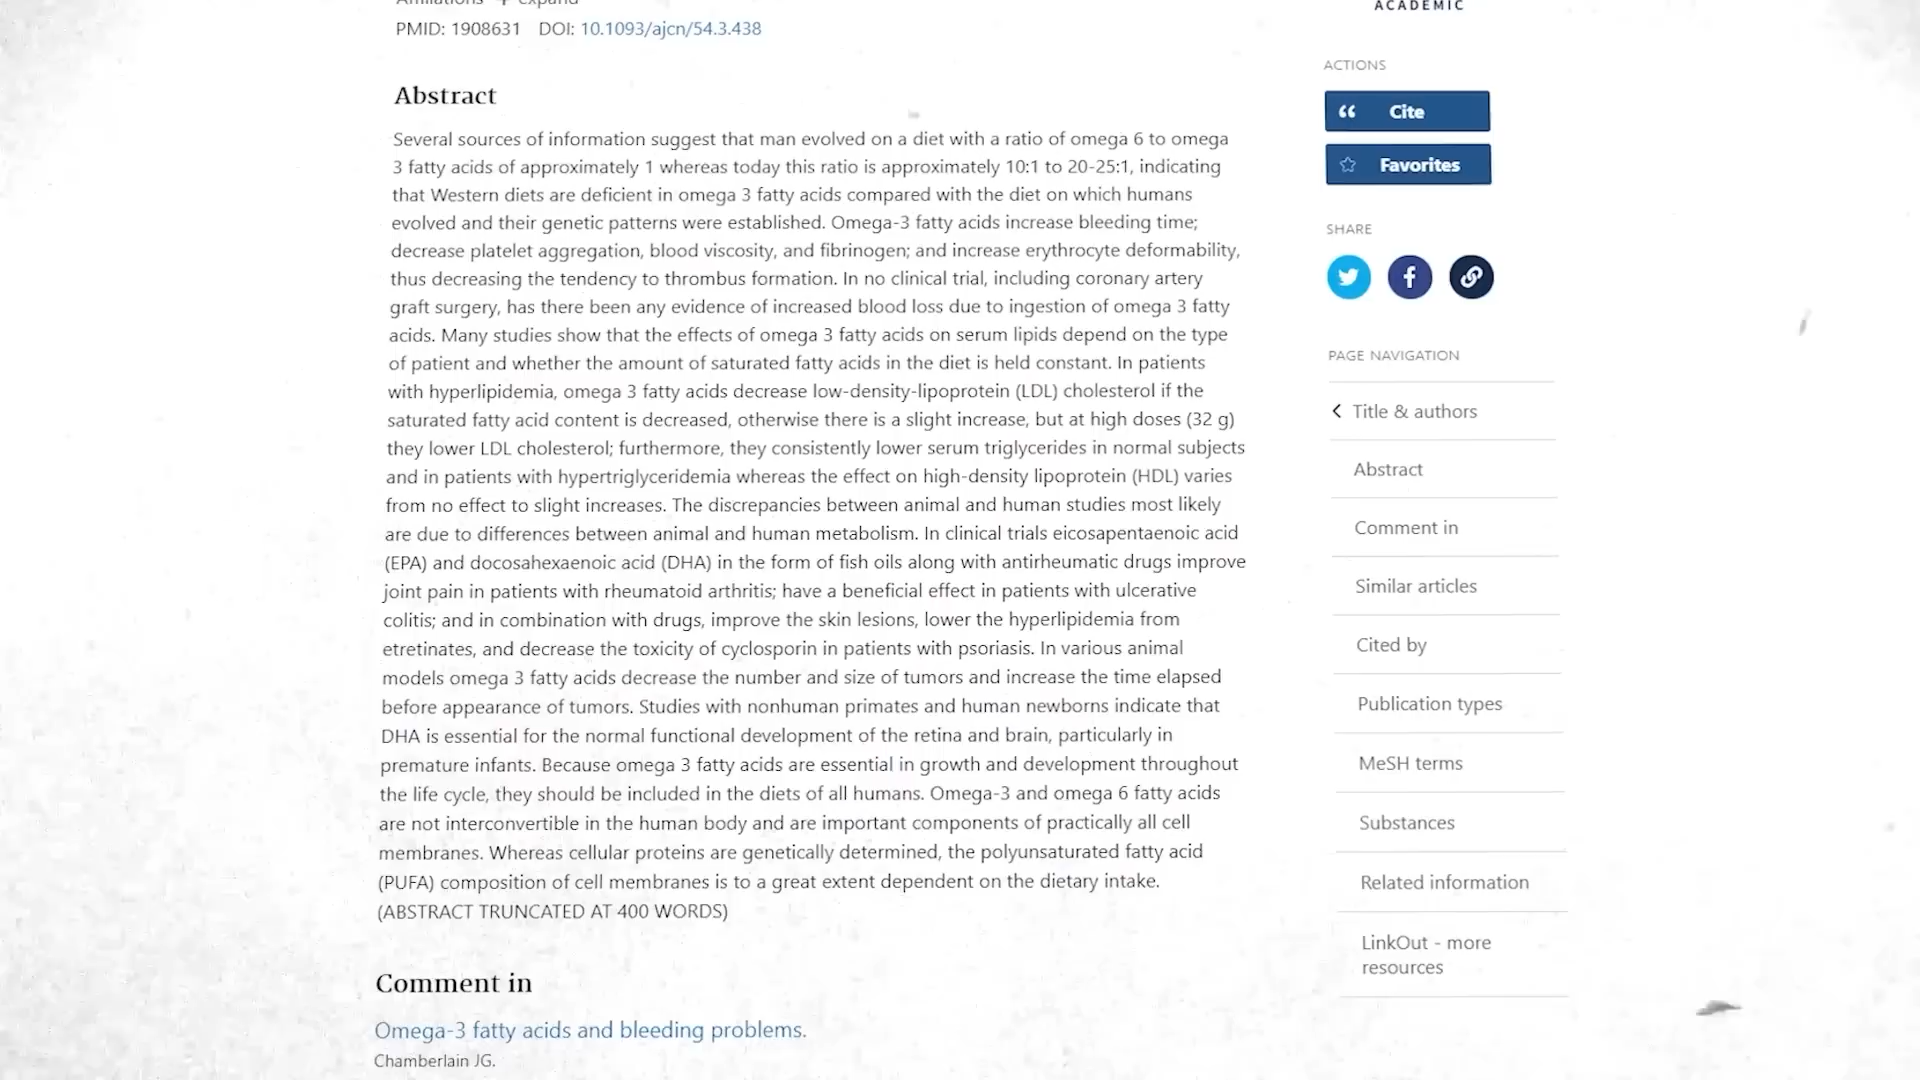 Affiliations + expand
PMID: 1908631 DOI: 10.1093/ajcn/54.3.438
Abstract
Several sources of information suggest that man evolved on a diet with a ratio of omega 6 to omega
3 fatty acids of approximately 1 whereas today this ratio is approximately 10:1 to 20-25:1, indicating
that Western diets are deficient in omega 3 fatty acids compared with the diet on which humans
evolved and their genetic patterns were established. Omega-3 fatty acids increase bleeding time;
decrease platelet aggregation, blood viscosity, and fibrinogen; and increase erythrocyte deformability,
thus decreasing the tendency to thrombus formation. In no clinical trial, including coronary artery
graft surgery, has there been any evidence of increased blood loss due to ingestion of omega 3 fatty
acids. Many studies show that the effects of omega 3 fatty acids on serum lipids depend on the type
of patient and whether the amount of saturated fatty acids in the diet is held constant. In patients
with hyperlipidemia, omega 3 fatty acids decrease low-density-lipoprotein (LDL) cholesterol if the
saturated fatty acid content is decreased, otherwise there is a slight increase, but at high doses (32 g)
they lower LDL cholesterol; furthermore, they consistently lower serum triglycerides in normal subjects
and in patients with hypertriglyceridemia whereas the effect on high-density lipoprotein (HDL) varies
from no effect to slight increases. The discrepancies between animal and human studies most likely
are due to differences between animal and human metabolism. In clinical trials eicosapentaenoic acid
(EPA) and docosahexaenoic acid (DHA) in the form of fish oils along with antirheumatic drugs improve
joint pain in patients with rheumatoid arthritis; have a beneficial effect in patients with ulcerative
colitis; and in combination with drugs, improve the skin lesions, lower the hyperlipidemia from
etretinates, and decrease the toxicity of cyclosporin in patients with psoriasis. In various animal
models omega 3 fatty acids decrease the number and size of tumors and increase the time elapsed
before appearance of tumors. Studies with nonhuman primates and human newborns indicate that
DHA is essential for the normal functional development of the retina and brain, particularly in
premature infants. Because omega 3 fatty acids are essential in growth and development throughout
the life cycle, they should be included in the diets of all humans. Omega-3 and omega 6 fatty acids
are not interconvertible in the human body and are important components of practically all cell
membranes. Whereas cellular proteins are genetically determined, the polyunsaturated fatty acid
(PUFA) composition of cell membranes is to a great extent dependent on the dietary intake.
(ABSTRACT TRUNCATED AT 400 WORDS)
Comment in
Omega-3 fatty acids and bleeding problems.
Chamberlain JG.
ACADEMIC
ACTIONS
Cite
Favorites
SHARE
PAGE NAVIGATION
Title & authors
Abstract
Comment in
Similar articles
Cited by
Publication types
MeSH terms
Substances
Related information
LinkOut - more
resources